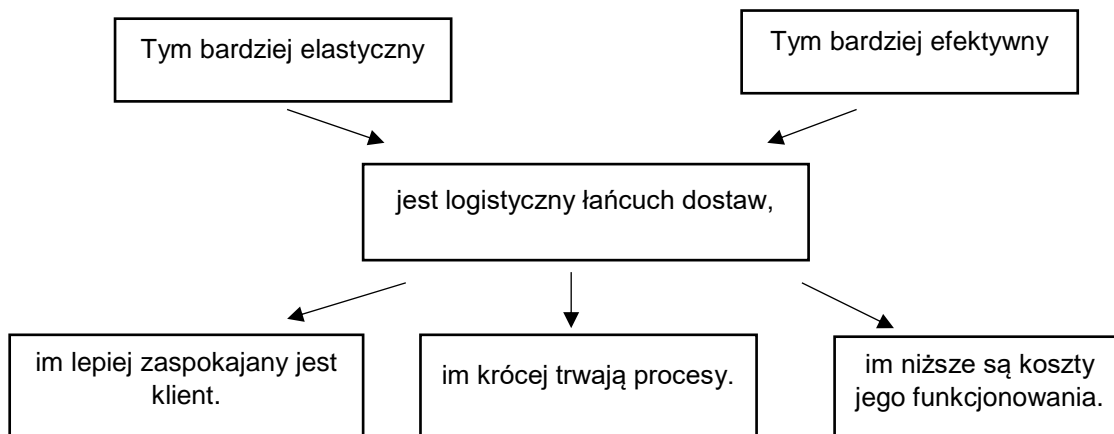 Tym bardziej elastyczny
Tym bardziej efektywny
jest logistyczny łańcuch dostaw,
im lepiej zaspokajany jest
klient.
im krócej trwają procesy.
im niższe są koszty
jego funkcjonowania.